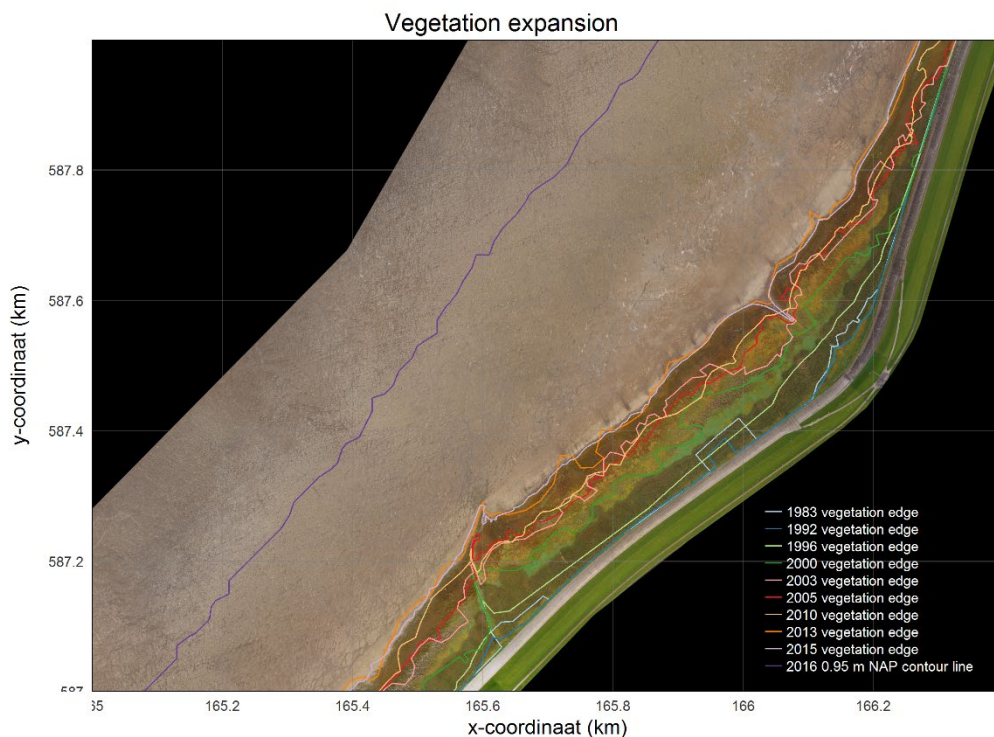 Vegetation expansion
y-coordinaat (km)
587.8
587.6
587.4
587.2
587
165.2
165.4
165.6
165.8
166
166.2
x-coordinaat (km)
1983 vegetation edge
1992 vegetation edge
1996 vegetation edge
2000 vegetation edge
2003 vegetation edge
2005 vegetation edge
2010 vegetation edge
2013 vegetation edge
2015 vegetation edge
2016 0.95 m NAP contour line